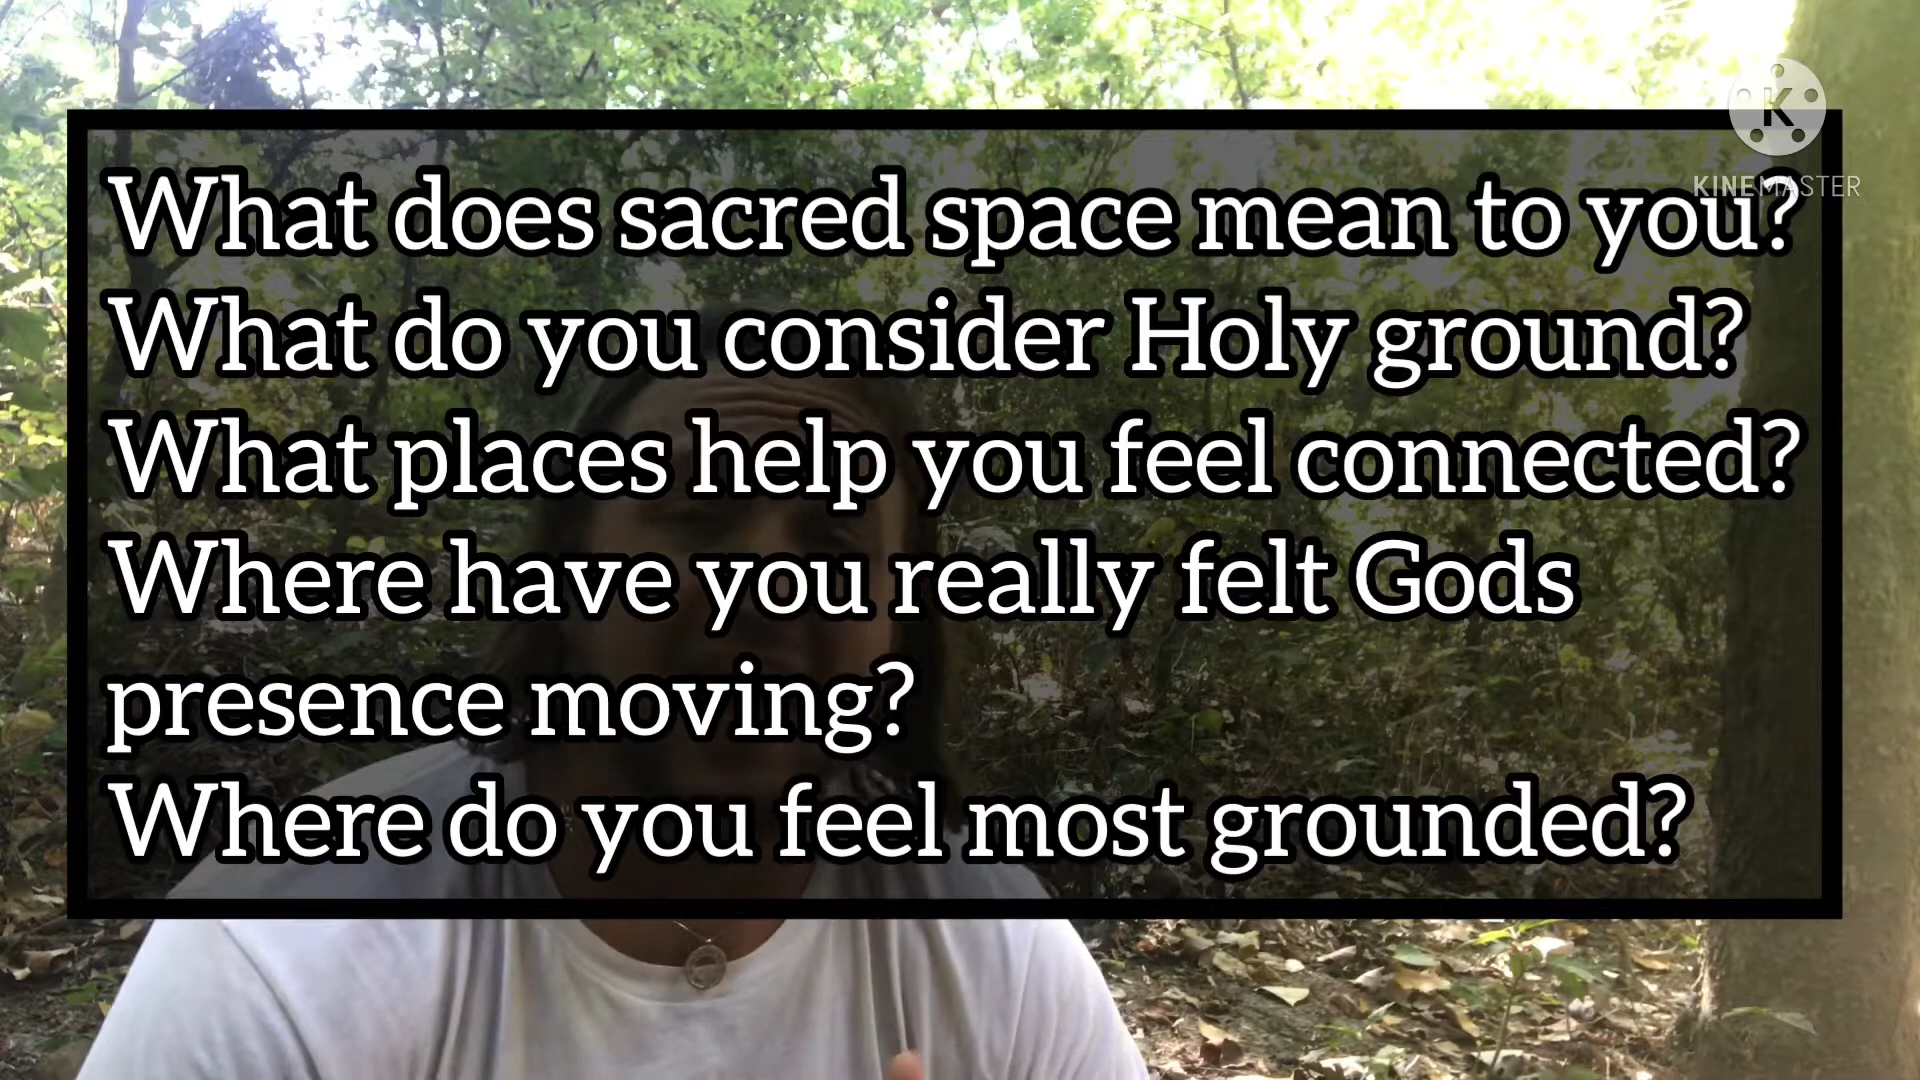 K
KINEMASTER
What does sacred space mean to you?
What do you consider Holy ground?
What places help you feel connected?
Where have you really felt Gods
presence moving?
Where do you feel most grounded?